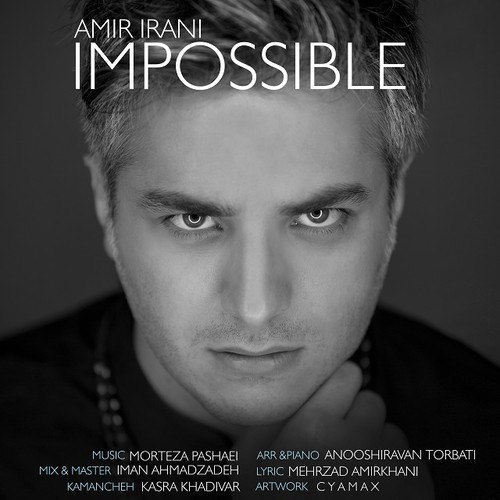 AMIR IRANI
IMPOSSIBLE
MUSIC MORTEZA PASHAEI
MIX & MASTER IMAN AHMADZADEH
KAMANCHEH KASRA KHADIVAR
ARR & PIANO ANOOSHIRAVAN TORBATI
LYRIC MEHRZAD AMIRKHANI
ARTWORK CYAMAX